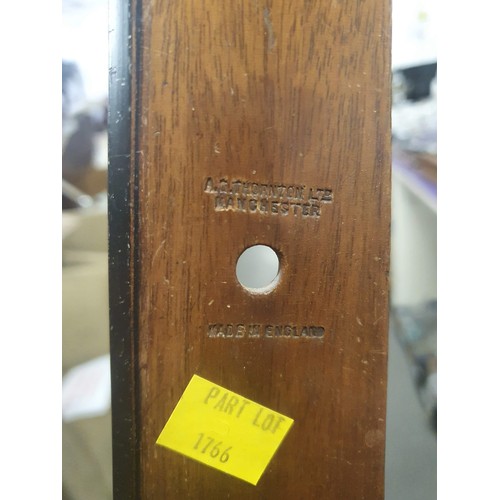 A.G. THORNTON LTD
MANCHESTER
MADE IN ENGLAND
PART LOT
1766